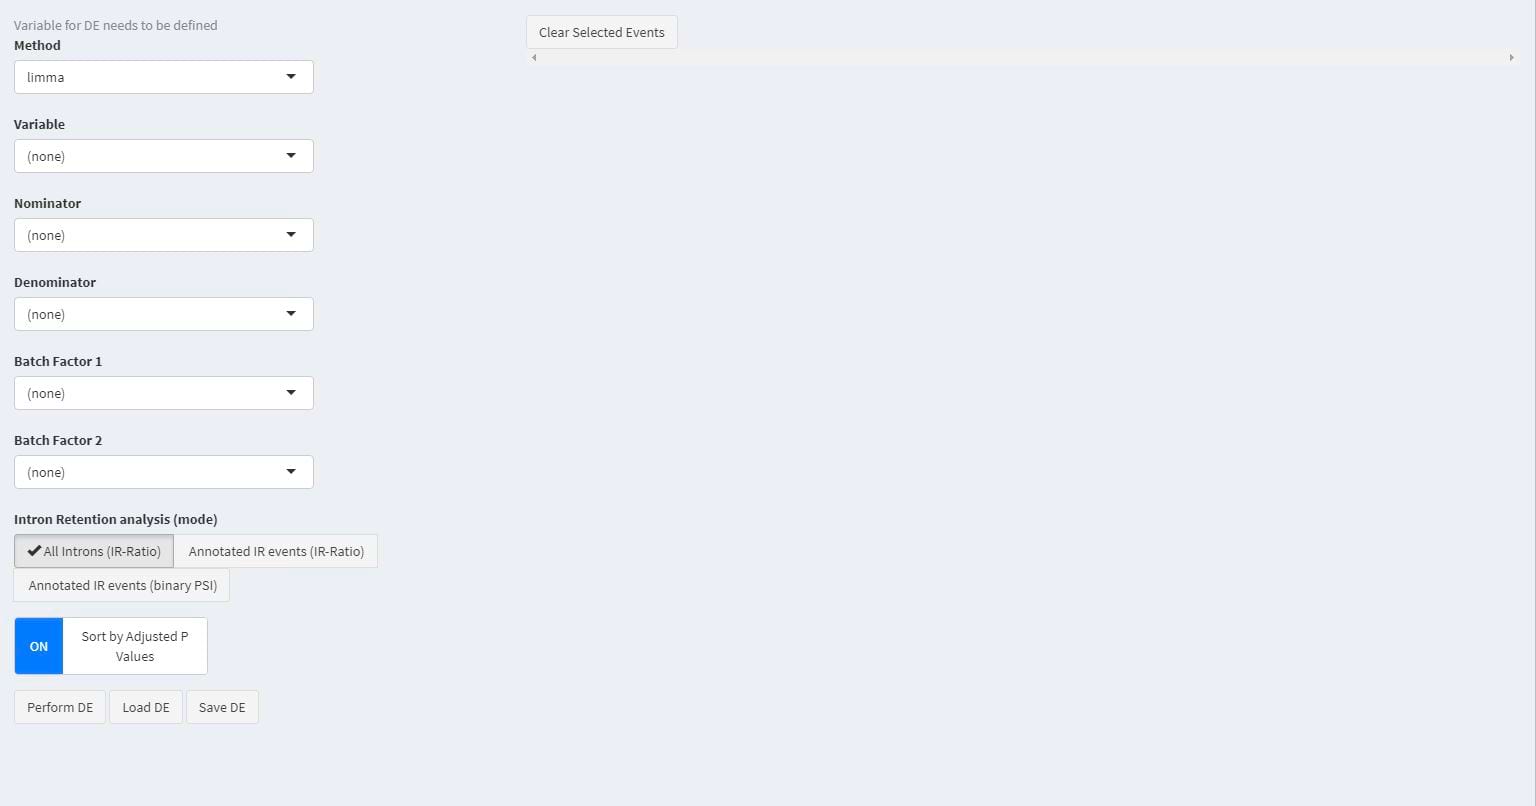 Variable for DE needs to be defined
Method
limma
Variable
(none)
Nominator
(none)
Denominator
(none)
Batch Factor 1
(none)
Batch Factor 2
(none)
Intron Retention analysis (mode)
All Introns (IR-Ratio) Annotated IR events (IR-Ratio)
Annotated IR events (binary PSI)
ON Sort by Adjusted P
Values
Perform DE Load DE Save DE
Clear Selected Events